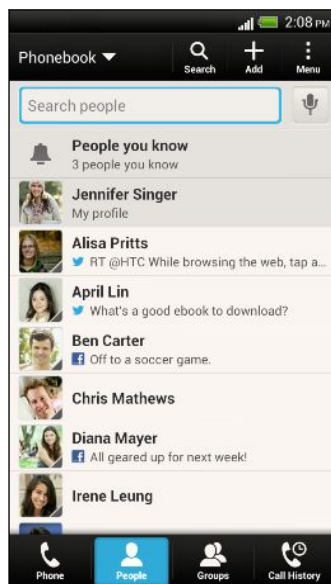 2:08 PM
Phonebook
Search
Add
Menu
Search people
People you know
3 people you know
Jennifer Singer
My profile
Alisa Pritts
RT @HTC While browsing the web, tap a...
April Lin
What's a good ebook to download?
Ben Carter
Off to a soccer game.
Chris Mathews
Diana Mayer
All geared up for next week!
Irene Leung
Phone
People
Groups
Call History